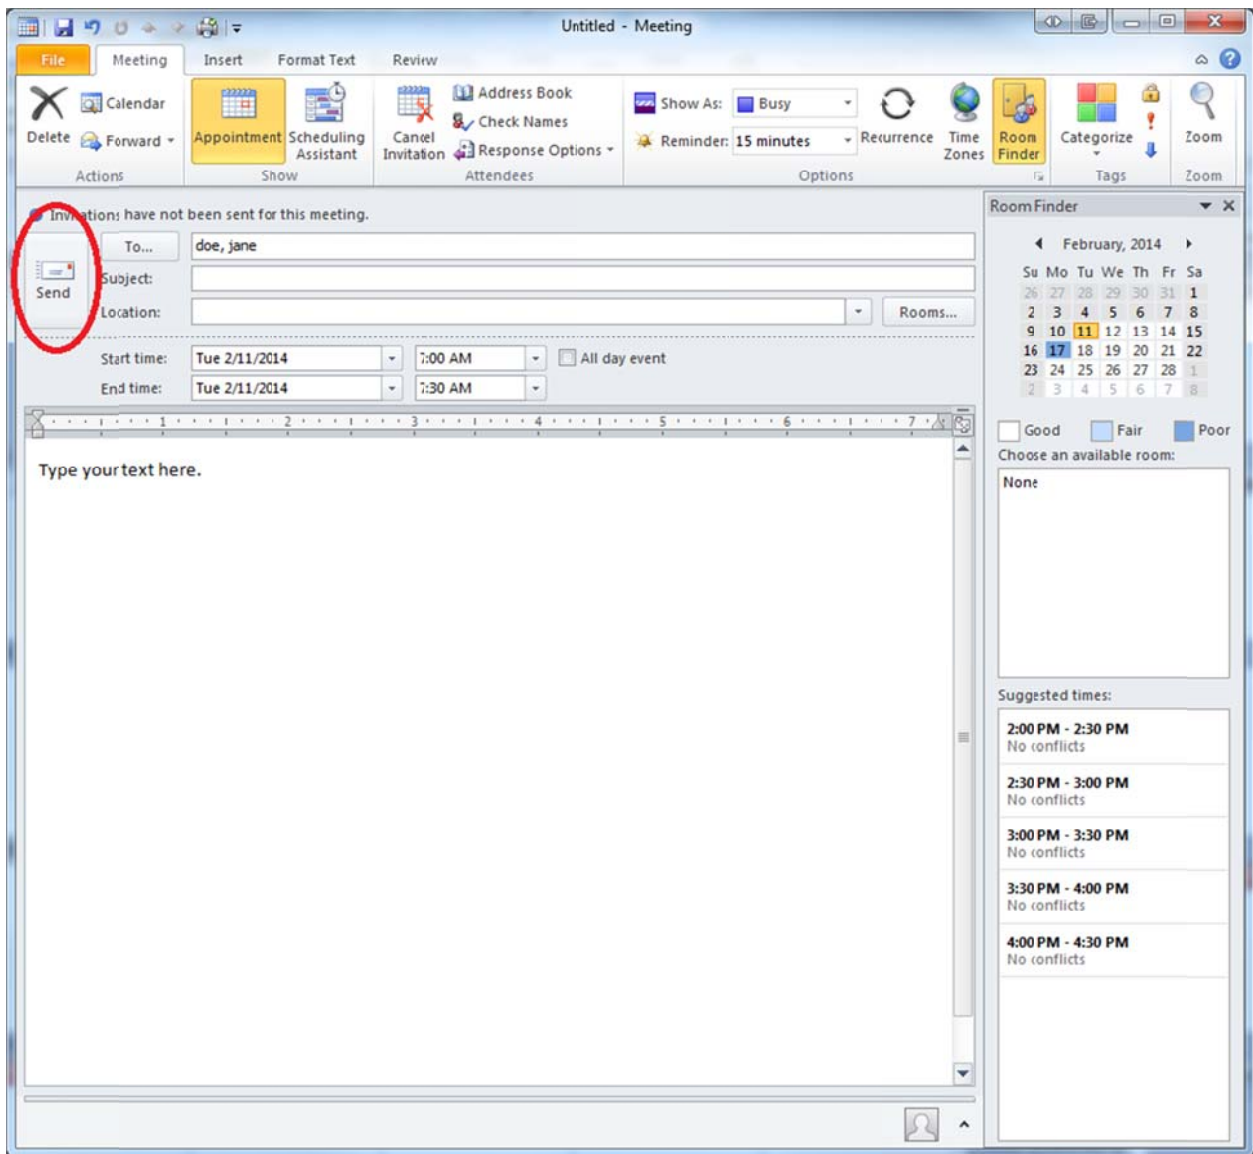 Untitled - Meeting
File Meeting Insert Format Text Review
Delete Calendar Forward Appointment Scheduling Assistant Cancel Invitation Address Book Check Names Response Options Show As: Busy Reminder: 15 minutes Recurrence Time Zones Room Finder Categorize Zoom
Actions Show Attendees Options Tags Zoom
Invitations have not been sent for this meeting.
Send
To... doe, jane
Subject:
Location: Rooms...
Start time: Tue 2/11/2014 7:00 AM All day event
End time: Tue 2/11/2014 7:30 AM
1 2 3 4 5 6 7
Type your text here.
Room Finder
February, 2014
Su Mo Tu We Th Fr Sa
26 27 28 29 30 31 1
2 3 4 5 6 7 8
9 10 11 12 13 14 15
16 17 18 19 20 21 22
23 24 25 26 27 28 1
2 3 4 5 6 7 8
Good Fair Poor
Choose an available room:
None
Suggested times:
2:00 PM - 2:30 PM
No conflicts
2:30 PM - 3:00 PM
No conflicts
3:00 PM - 3:30 PM
No conflicts
3:30 PM - 4:00 PM
No conflicts
4:00 PM - 4:30 PM
No conflicts